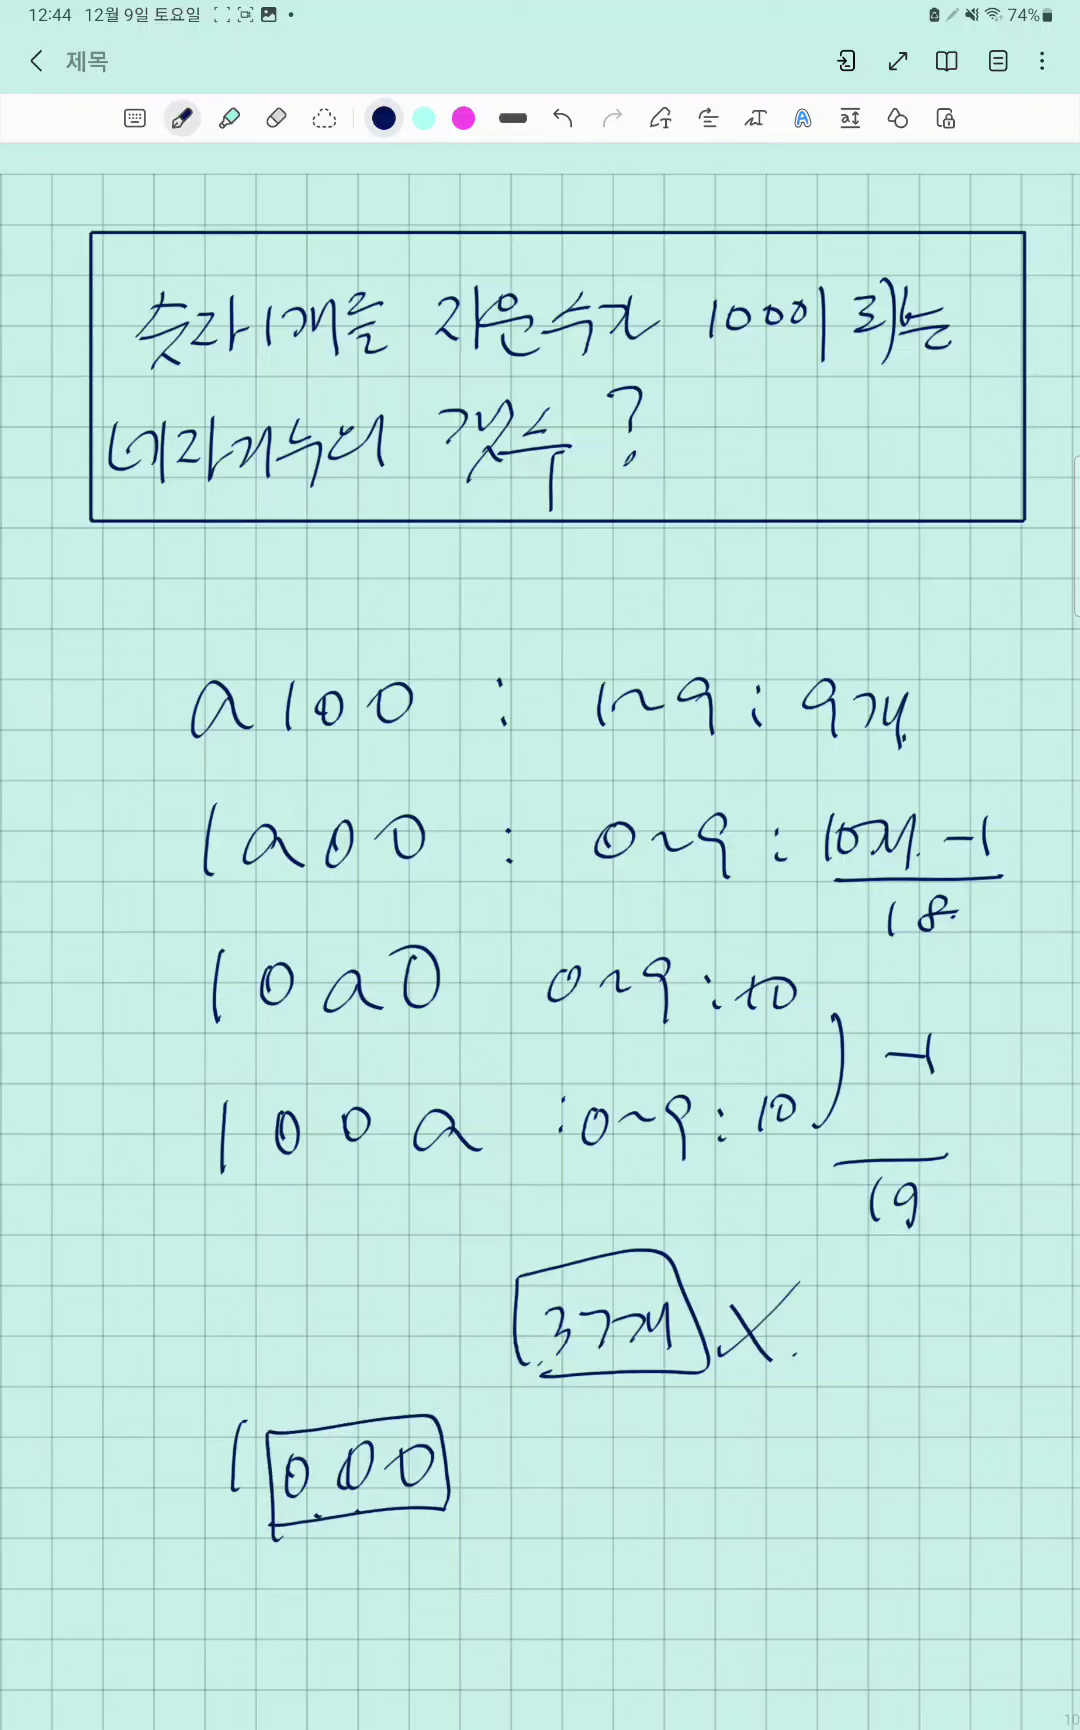 12:44 12월 9일 토요일 74%
제목
숫자 1개를 지운수가 100이 되는
네자리수의 갯수?
a100 : 1~9 : 9개
1a00 : 0~9 : 10개 -1
18
10a0 0~9 : 10
-1
100a : 0~9 : 10
19
37개 X
1000
10